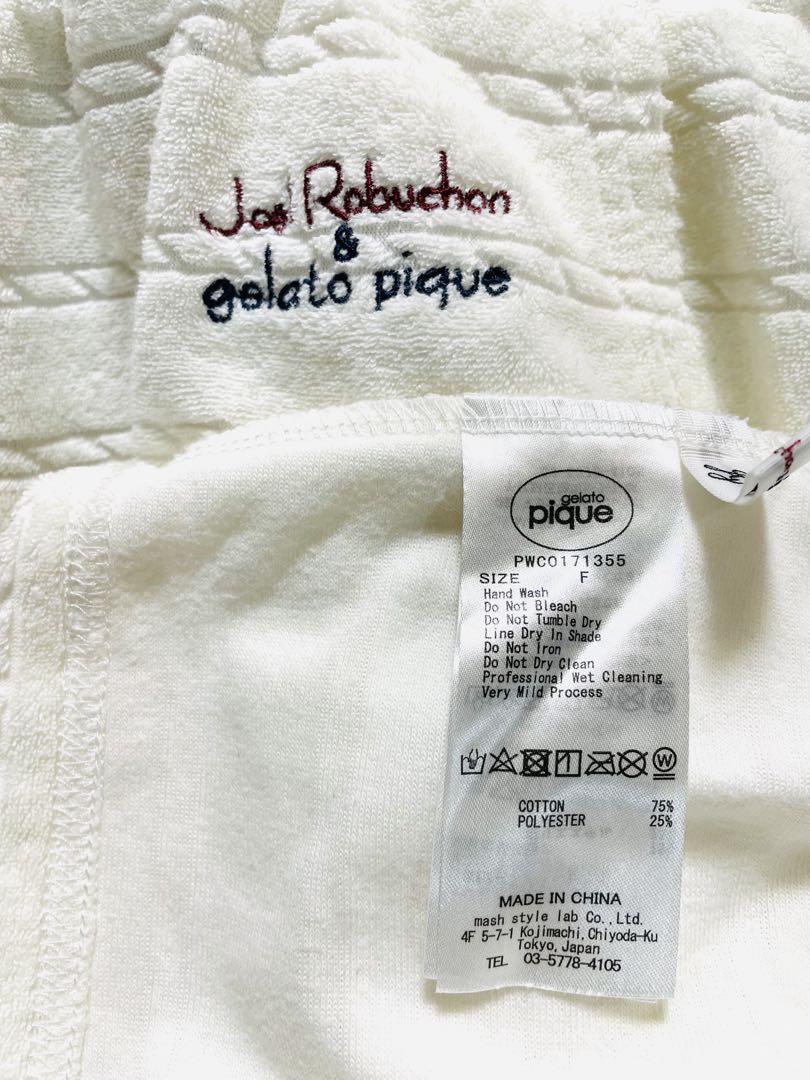 Joël Robuchon
&
gelato pique
gelato
pique
PWCO171355
SIZE F
Hand Wash
Do Not Bleach
Do Not Tumble Dry
Line Dry In Shade
Do Not Iron
Do Not Dry Clean
Professional Wet Cleaning
Very Mild Process
W
COTTON 75%
POLYESTER 25%
MADE IN CHINA
mash style lab Co.,Ltd.
4F 5-7-1 Kojimachi,Chiyoda-Ku
Tokyo,Japan
TEL 03-5778-4105